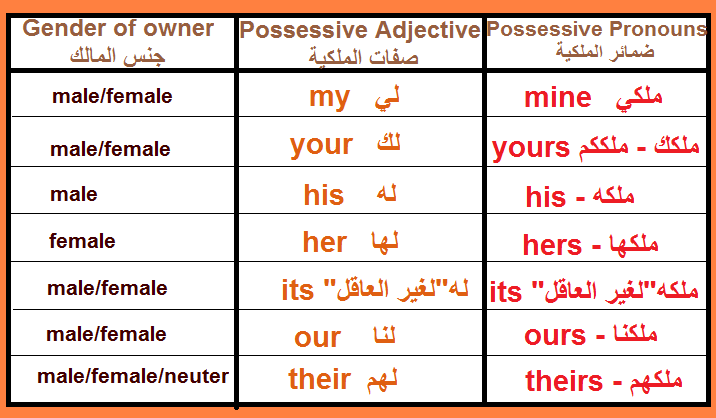 Gender of owner Possessive Adjective Possessive Pronouns
جنس المالك صفات الملكية ضمائر الملكية
male/female my لي mine ملكي
male/female your لك yours ملكك - ملككم
male his له his - ملكه
female her لها hers - ملكها
male/female its "له"لغير العاقل its "ملكه"لغير العاقل
male/female our لنا ours - ملكنا
male/female/neuter their لهم theirs - ملكهم